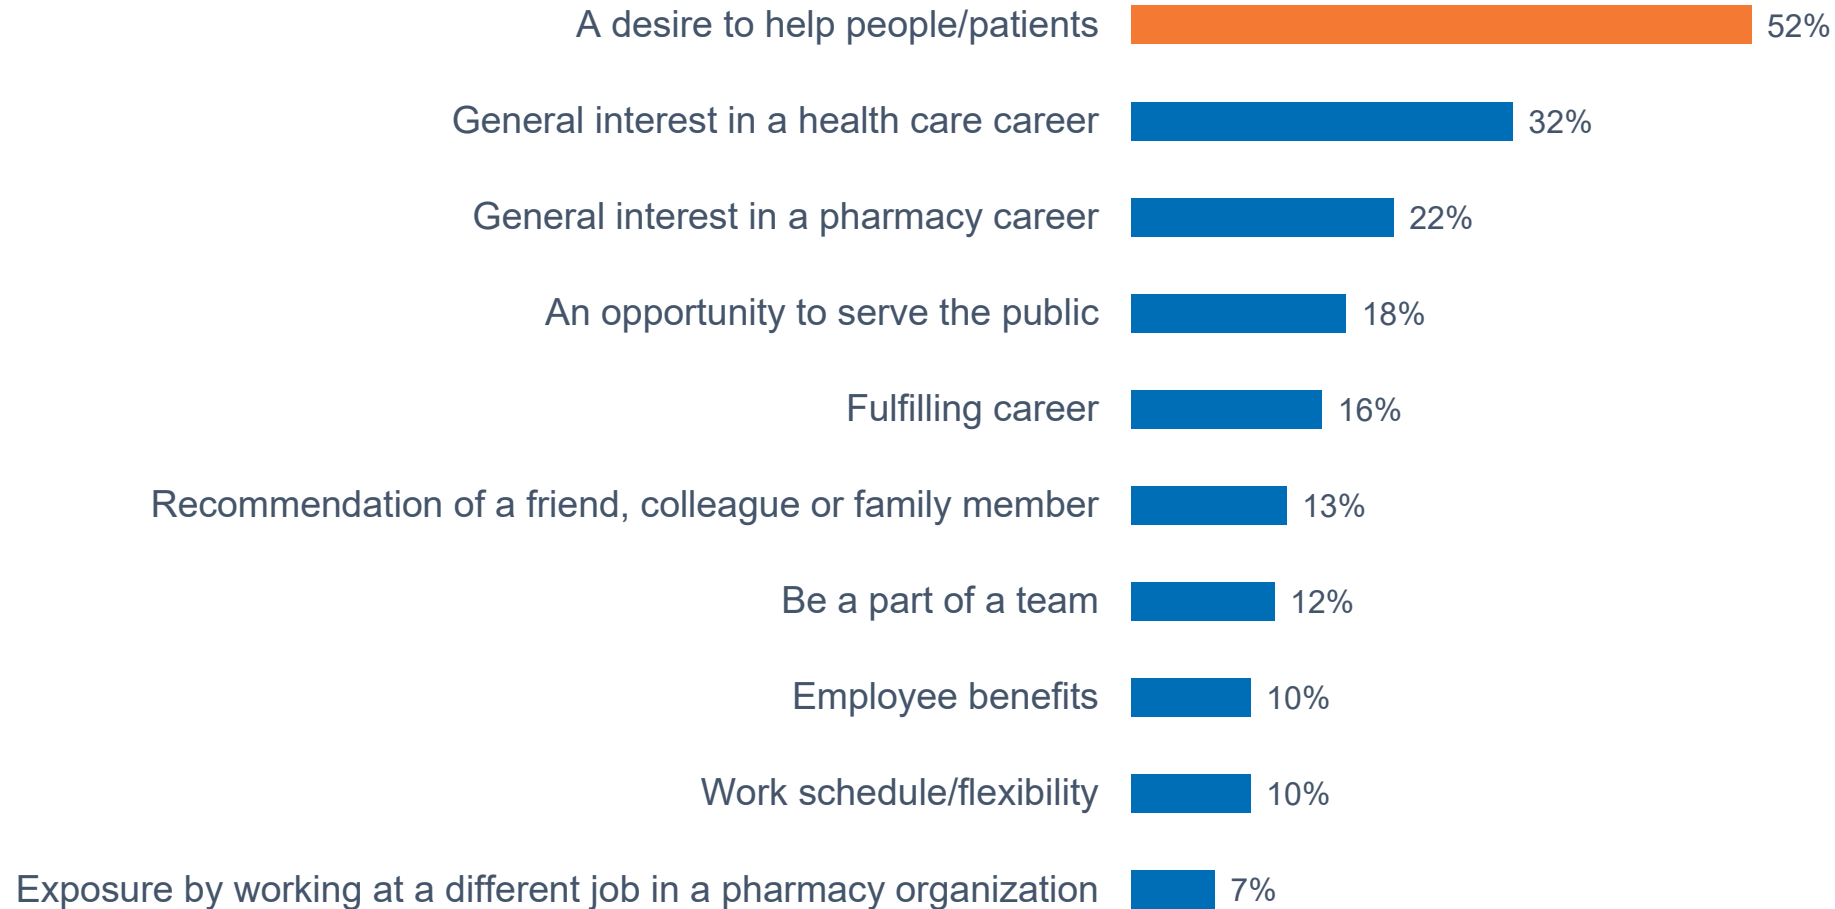 A desire to help people/patients 52%
General interest in a health care career 32%
General interest in a pharmacy career 22%
An opportunity to serve the public 18%
Fulfilling career 16%
Recommendation of a friend, colleague or family member 13%
Be a part of a team 12%
Employee benefits 10%
Work schedule/flexibility 10%
Exposure by working at a different job in a pharmacy organization 7%